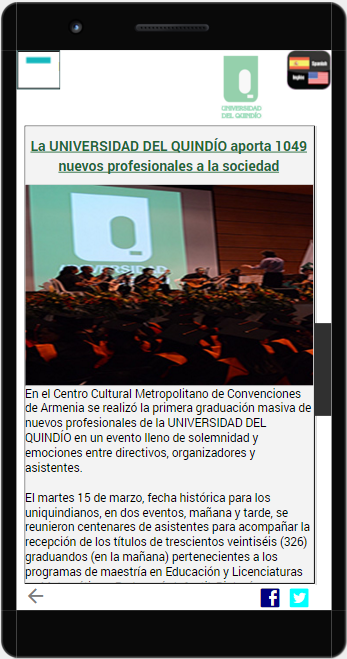 UNIVERSIDAD
DEL QUINDÍO
Spanish
Inglés
La UNIVERSIDAD DEL QUINDÍO aporta 1049
nuevos profesionales a la sociedad
UNIVERSIDAD
En el Centro Cultural Metropolitano de Convenciones
de Armenia se realizó la primera graduación masiva de
nuevos profesionales de la UNIVERSIDAD DEL
QUINDÍO en un evento lleno de solemnidad y
emociones entre directivos, organizadores y
asistentes.
El martes 15 de marzo, fecha histórica para los
uniquindianos, en dos eventos, mañana y tarde, se
reunieron centenares de asistentes para acompañar la
recepción de los títulos de trescientos veintiséis (326)
graduandos (en la mañana) pertenecientes a los
programas de maestría en Educación y Licenciaturas